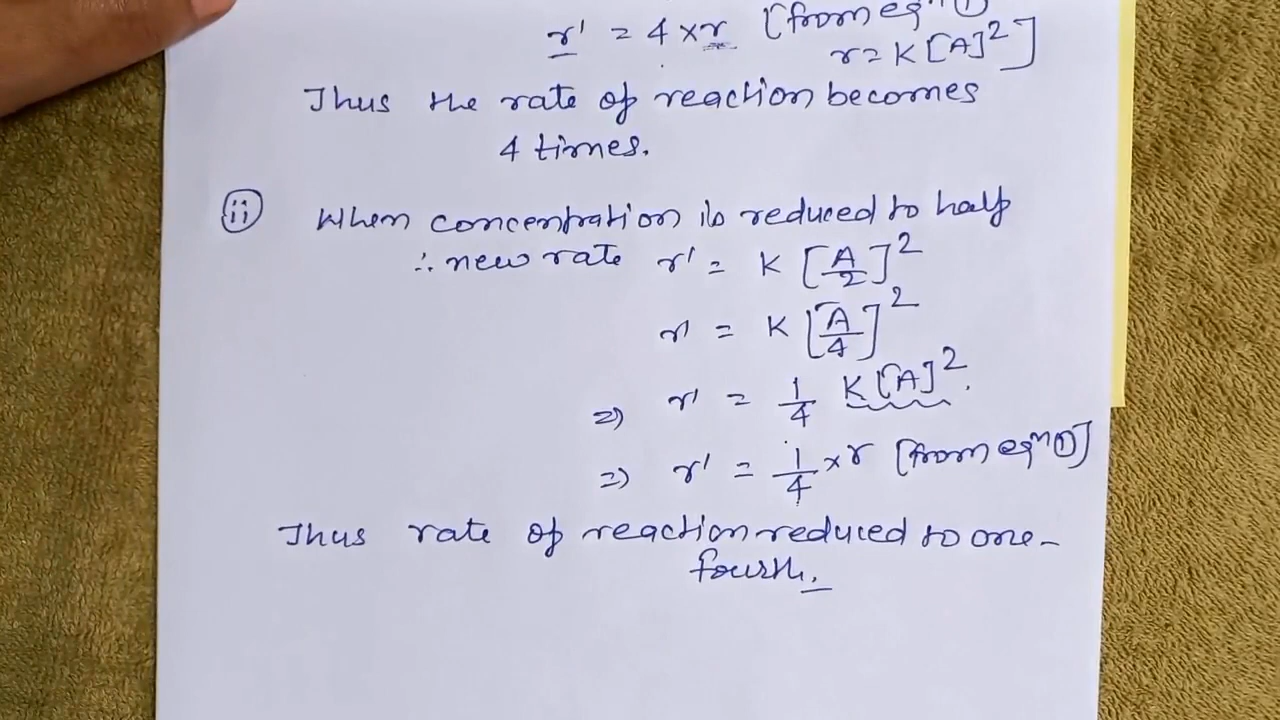 r' = 4 × r [from eqⁿ ①
r = K [A]²]
Thus the rate of reaction becomes
4 times.
ⅱ When concentration is reduced to half
∴ new rate r' = K [A/2]²
r' = K [A/4]²
⇒ r' = 1/4 K[A]².
⇒ r' = 1/4 × r [from eqⁿ ①]
Thus rate of reaction reduced to one-
fourth.